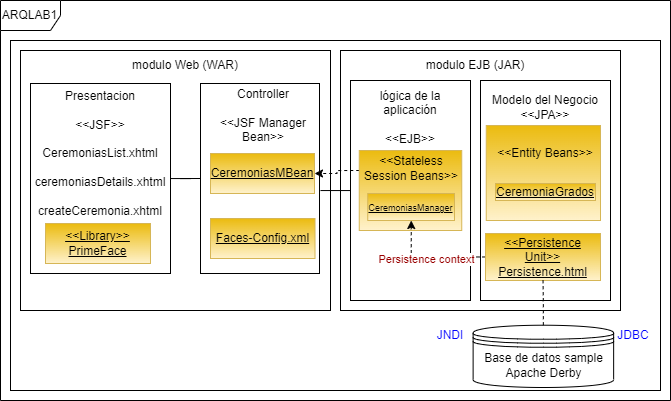 ARQLAB1
modulo Web (WAR)
Presentacion
<<JSF>>
CeremoniasList.xhtml
ceremoniasDetails.xhtml
createCeremonia.xhtml
<<Library>>
PrimeFace
Controller
<<JSF Manager
Bean>>
CeremoniasMBean
Faces-Config.xml
modulo EJB (JAR)
lógica de la
aplicación
<<EJB>>
<<Stateless
Session Beans>>
CeremoniasManager
Persistence context
Modelo del Negocio
<<JPA>>
<<Entity Beans>>
CeremoniaGrados
<<Persistence
Unit>>
Persistence.html
JNDI
JDBC
Base de datos sample
Apache Derby